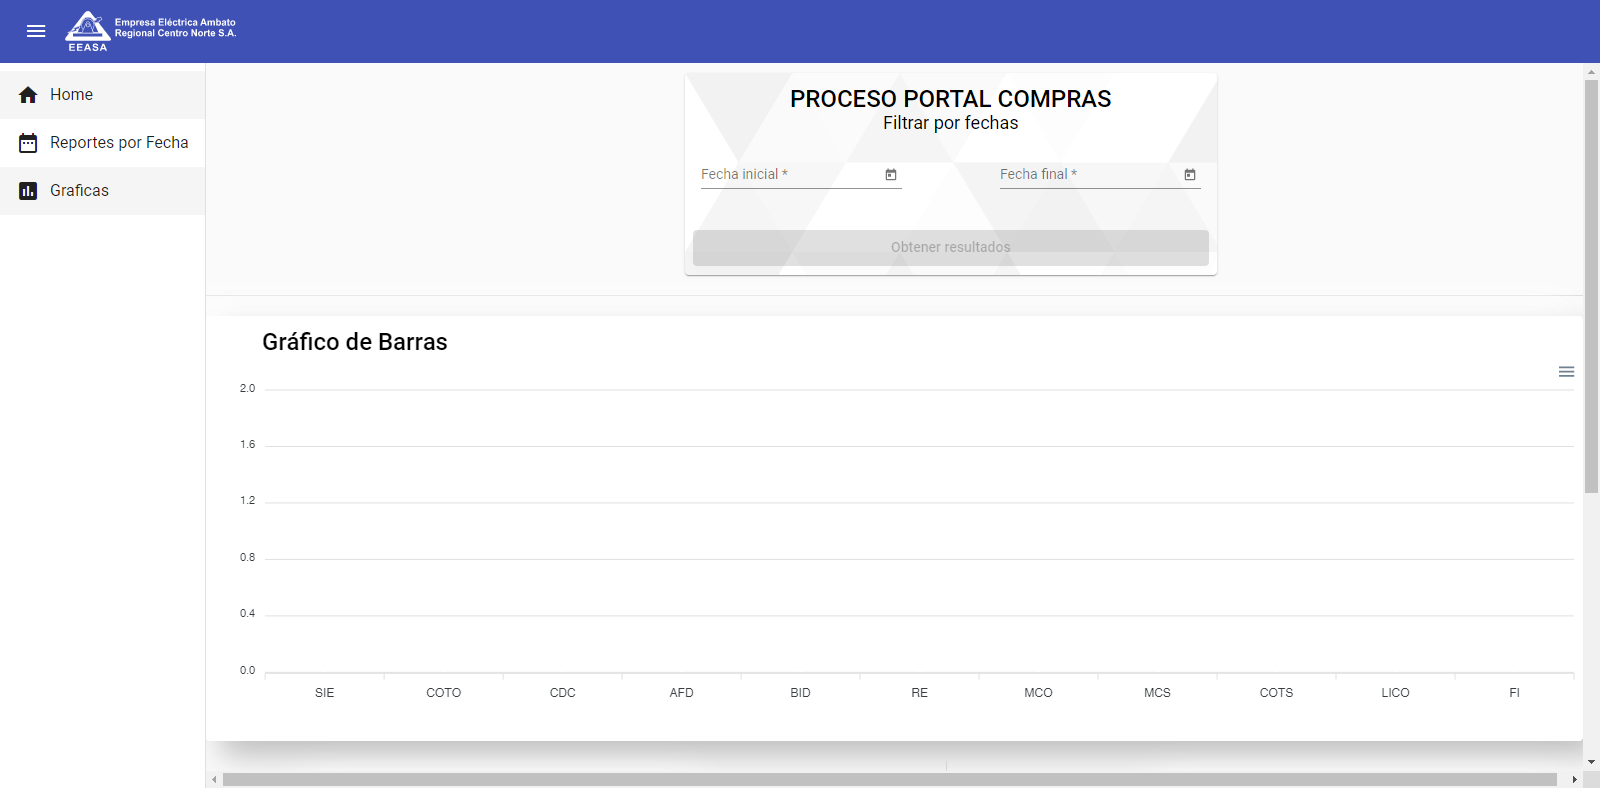 EEASA
Empresa Eléctrica Ambato
Regional Centro Norte S.A.
Home
Reportes por Fecha
Graficas
PROCESO PORTAL COMPRAS
Filtrar por fechas
Fecha inicial *
Fecha final *
Obtener resultados
Gráfico de Barras
2.0
1.6
1.2
0.8
0.4
0.0
SIE COTO CDC AFD BID RE MCO MCS COTS LICO FI